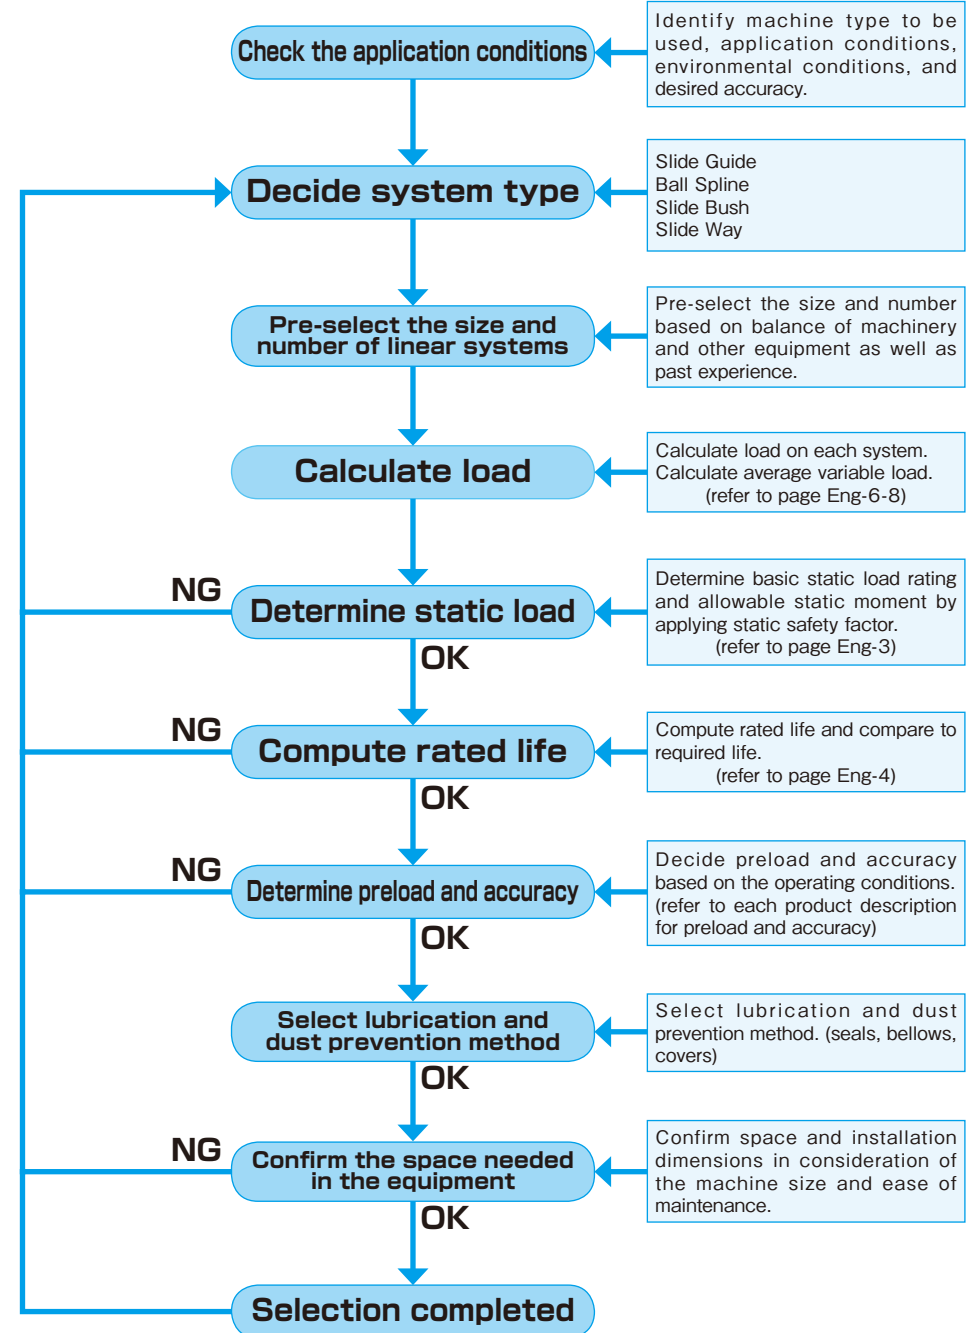 Check the application conditions
Identify machine type to be
used, application conditions,
environmental conditions, and
desired accuracy.
Decide system type
Slide Guide
Ball Spline
Slide Bush
Slide Way
Pre-select the size and
number of linear systems
Pre-select the size and number
based on balance of machinery
and other equipment as well as
past experience.
Calculate load
Calculate load on each system.
Calculate average variable load.
(refer to page Eng-6-8)
NG
Determine static load
OK
Determine basic static load rating
and allowable static moment by
applying static safety factor.
(refer to page Eng-3)
NG
Compute rated life
OK
Compute rated life and compare to
required life.
(refer to page Eng-4)
NG
Determine preload and accuracy
OK
Decide preload and accuracy
based on the operating conditions.
(refer to each product description
for preload and accuracy)
Select lubrication and
dust prevention method
OK
Select lubrication and dust
prevention method. (seals, bellows,
covers)
NG
Confirm the space needed
in the equipment
OK
Confirm space and installation
dimensions in consideration of
the machine size and ease of
maintenance.
Selection completed